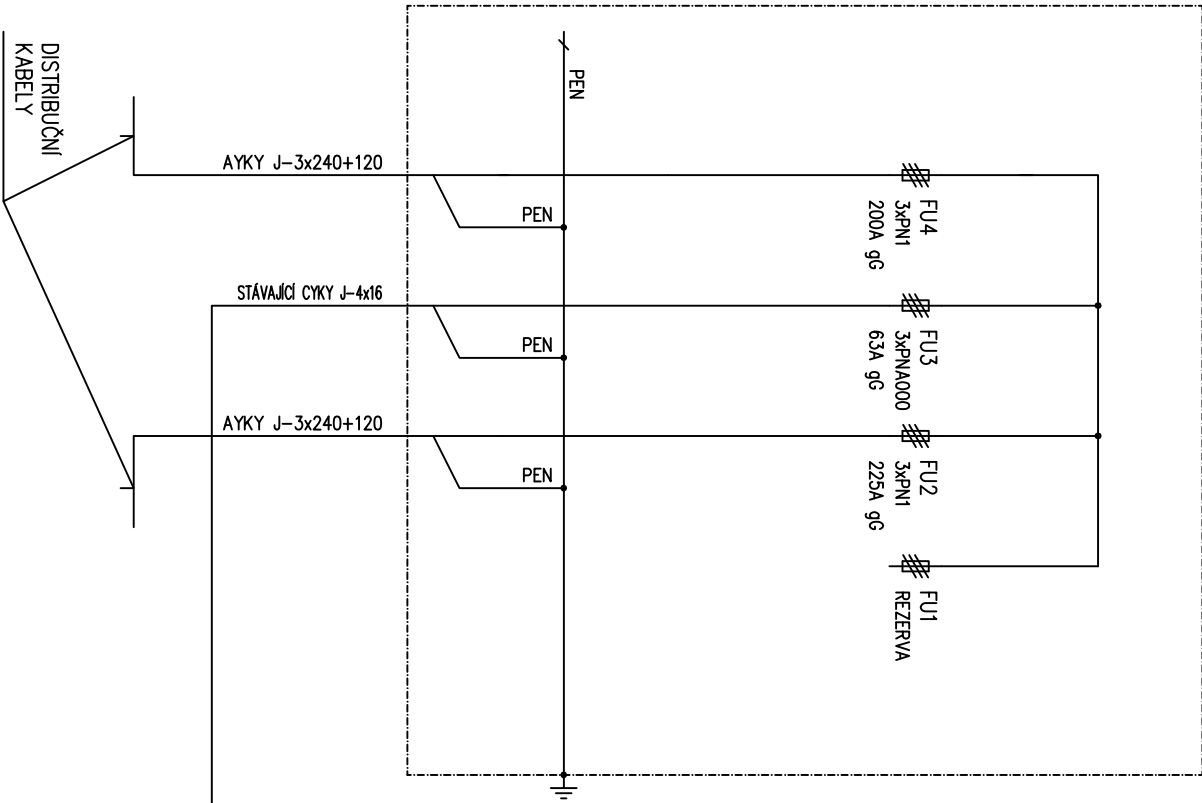 PEN
FU4
3xPN1
200A gG
FU3
3xPNA000
63A gG
FU2
3xPN1
225A gG
FU1
REZERVA
AYKY J-3x240+120
PEN
STÁVAJÍCÍ CYKY J-4x16
PEN
AYKY J-3x240+120
PEN
DISTRIBUČNÍ
KABELY